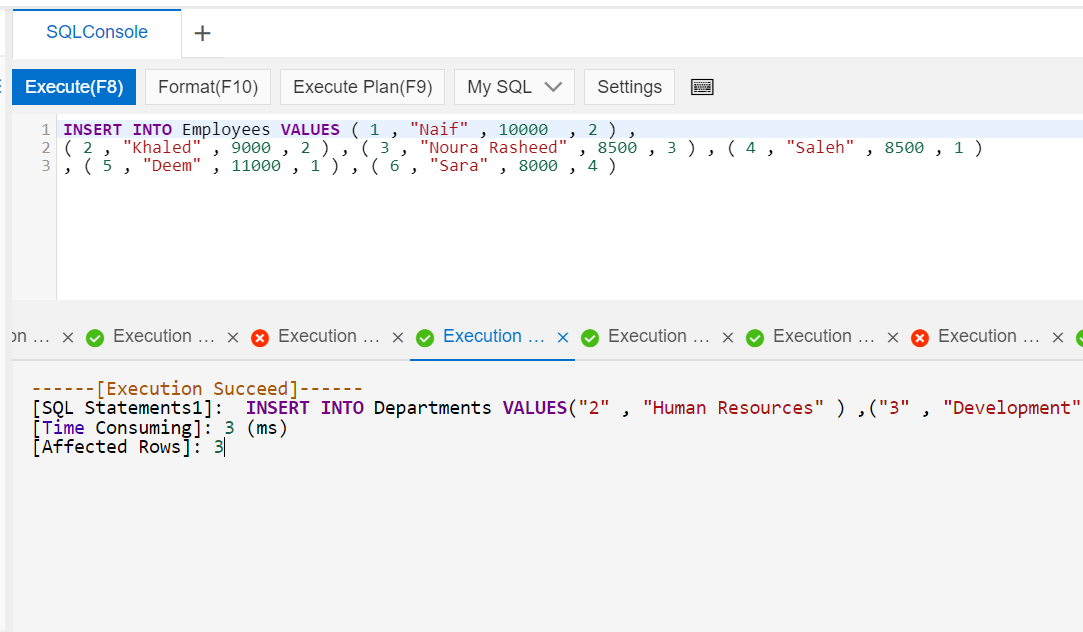 SQLConsole +
Execute(F8) Format(F10) Execute Plan(F9) My SQL Settings
1 INSERT INTO Employees VALUES ( 1 , "Naif" , 10000 , 2 ) ,
2 ( 2 , "Khaled" , 9000 , 2 ) , ( 3 , "Noura Rasheed" , 8500 , 3 ) , ( 4 , "Saleh" , 8500 , 1 )
3 , ( 5 , "Deem" , 11000 , 1 ) , ( 6 , "Sara" , 8000 , 4 )
on ... × Execution ... × Execution ... × Execution ... × Execution ... × Execution ... × Execution ... ×
------[Execution Succeed]------
[SQL Statements1]: INSERT INTO Departments VALUES("2" , "Human Resources" ) ,("3" , "Development"
[Time Consuming]: 3 (ms)
[Affected Rows]: 3